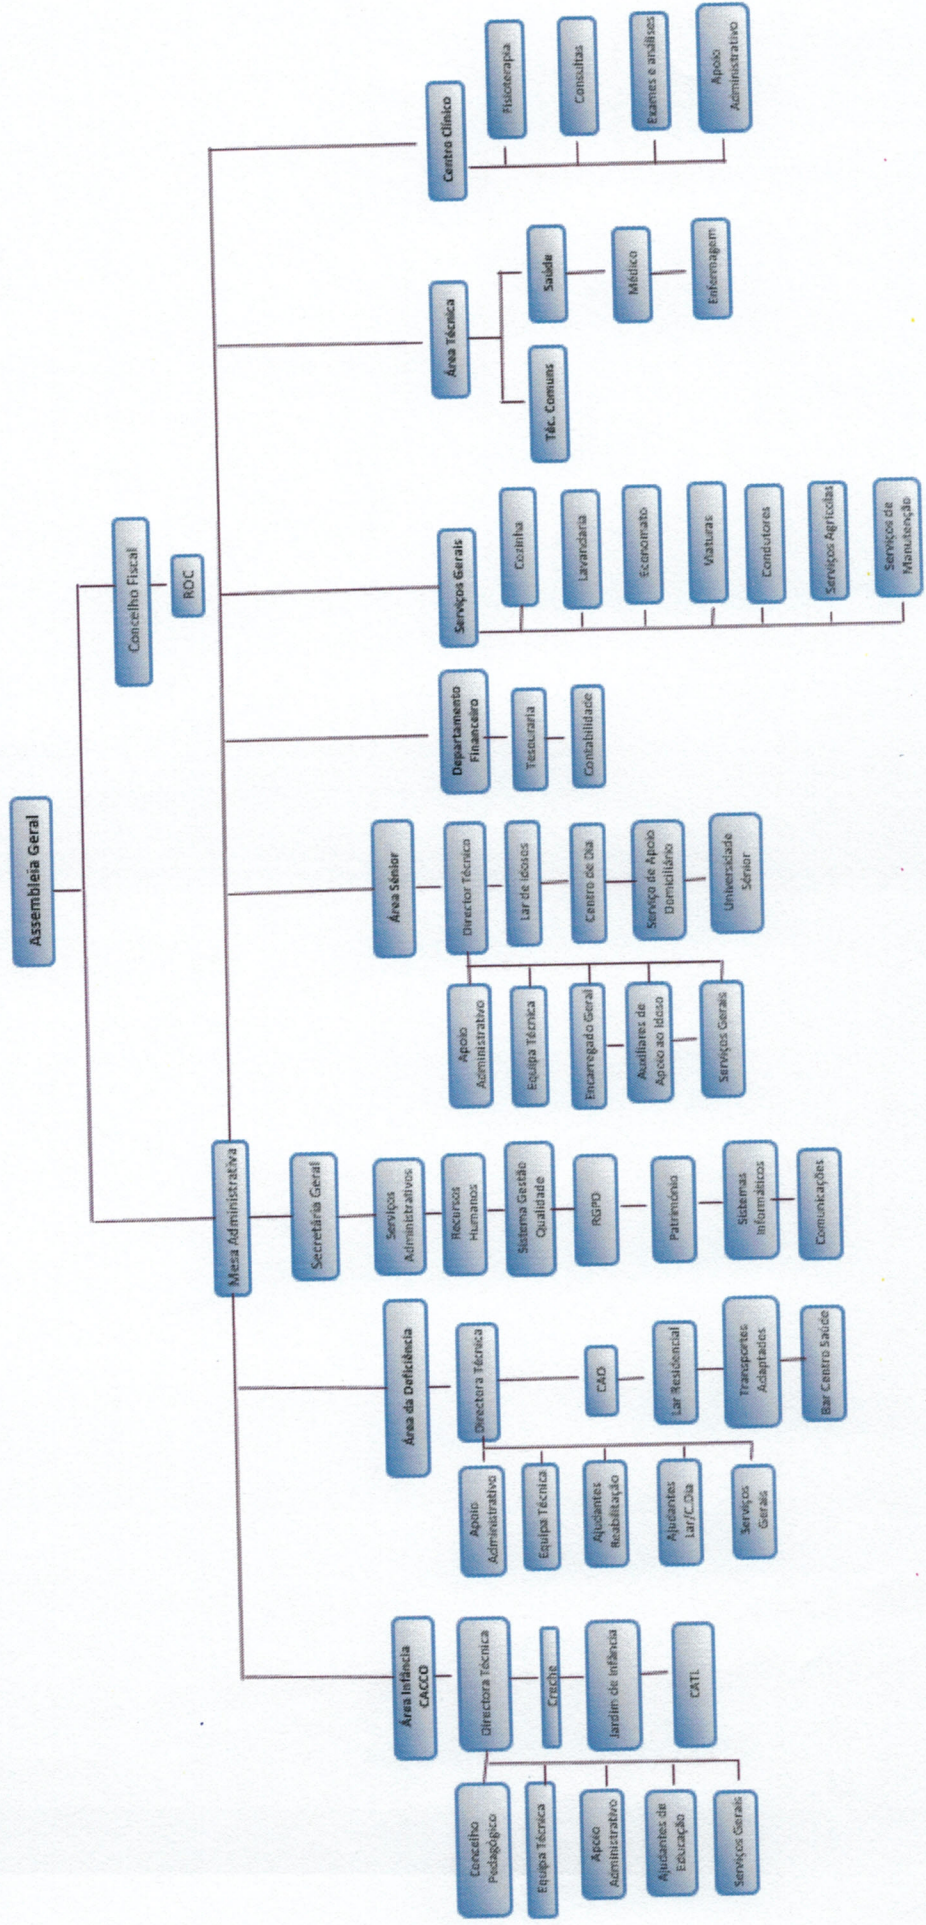 Assembleia Geral
Concelho Fiscal
ROC
Mesa Administrativa
Secretária Geral
Serviços
Administrativos
Recursos
Humanos
Sistema Gestão
Qualidade
RGPD
Património
Sistemas
Informáticos
Comunicações
Área Infância
CACCO
Directora Técnica
Creche
Jardim de Infância
CATL
Concelho
Pedagógico
Equipa Técnica
Apoio
Administrativo
Ajudantes de
Educação
Serviços Gerais
Área da Deficiência
Directora Técnica
CAO
Lar Residencial
Transportes
Adaptados
Bar Centro Saúde
Apoio
Administrativo
Equipa Técnica
Ajudantes
Reabilitação
Ajudantes
Lar/C.Dia
Serviços
Gerais
Área Sénior
Director Técnico
Lar de Idosos
Centro de Dia
Serviço de Apoio
Domiciliário
Universidade
Sénior
Apoio
Administrativo
Equipa Técnica
Encarregado Geral
Auxiliares de
Apoio ao Idoso
Serviços Gerais
Departamento
Financeiro
Tesouraria
Contabilidade
Serviços Gerais
Cozinha
Lavandaria
Economato
Viaturas
Condutores
Serviços Agrícolas
Serviços de
Manutenção
Área Técnica
Téc. Comuns
Saúde
Médico
Enfermagem
Centro Clínico
Fisioterapia
Consultas
Exames e análises
Apoio
Administrativo